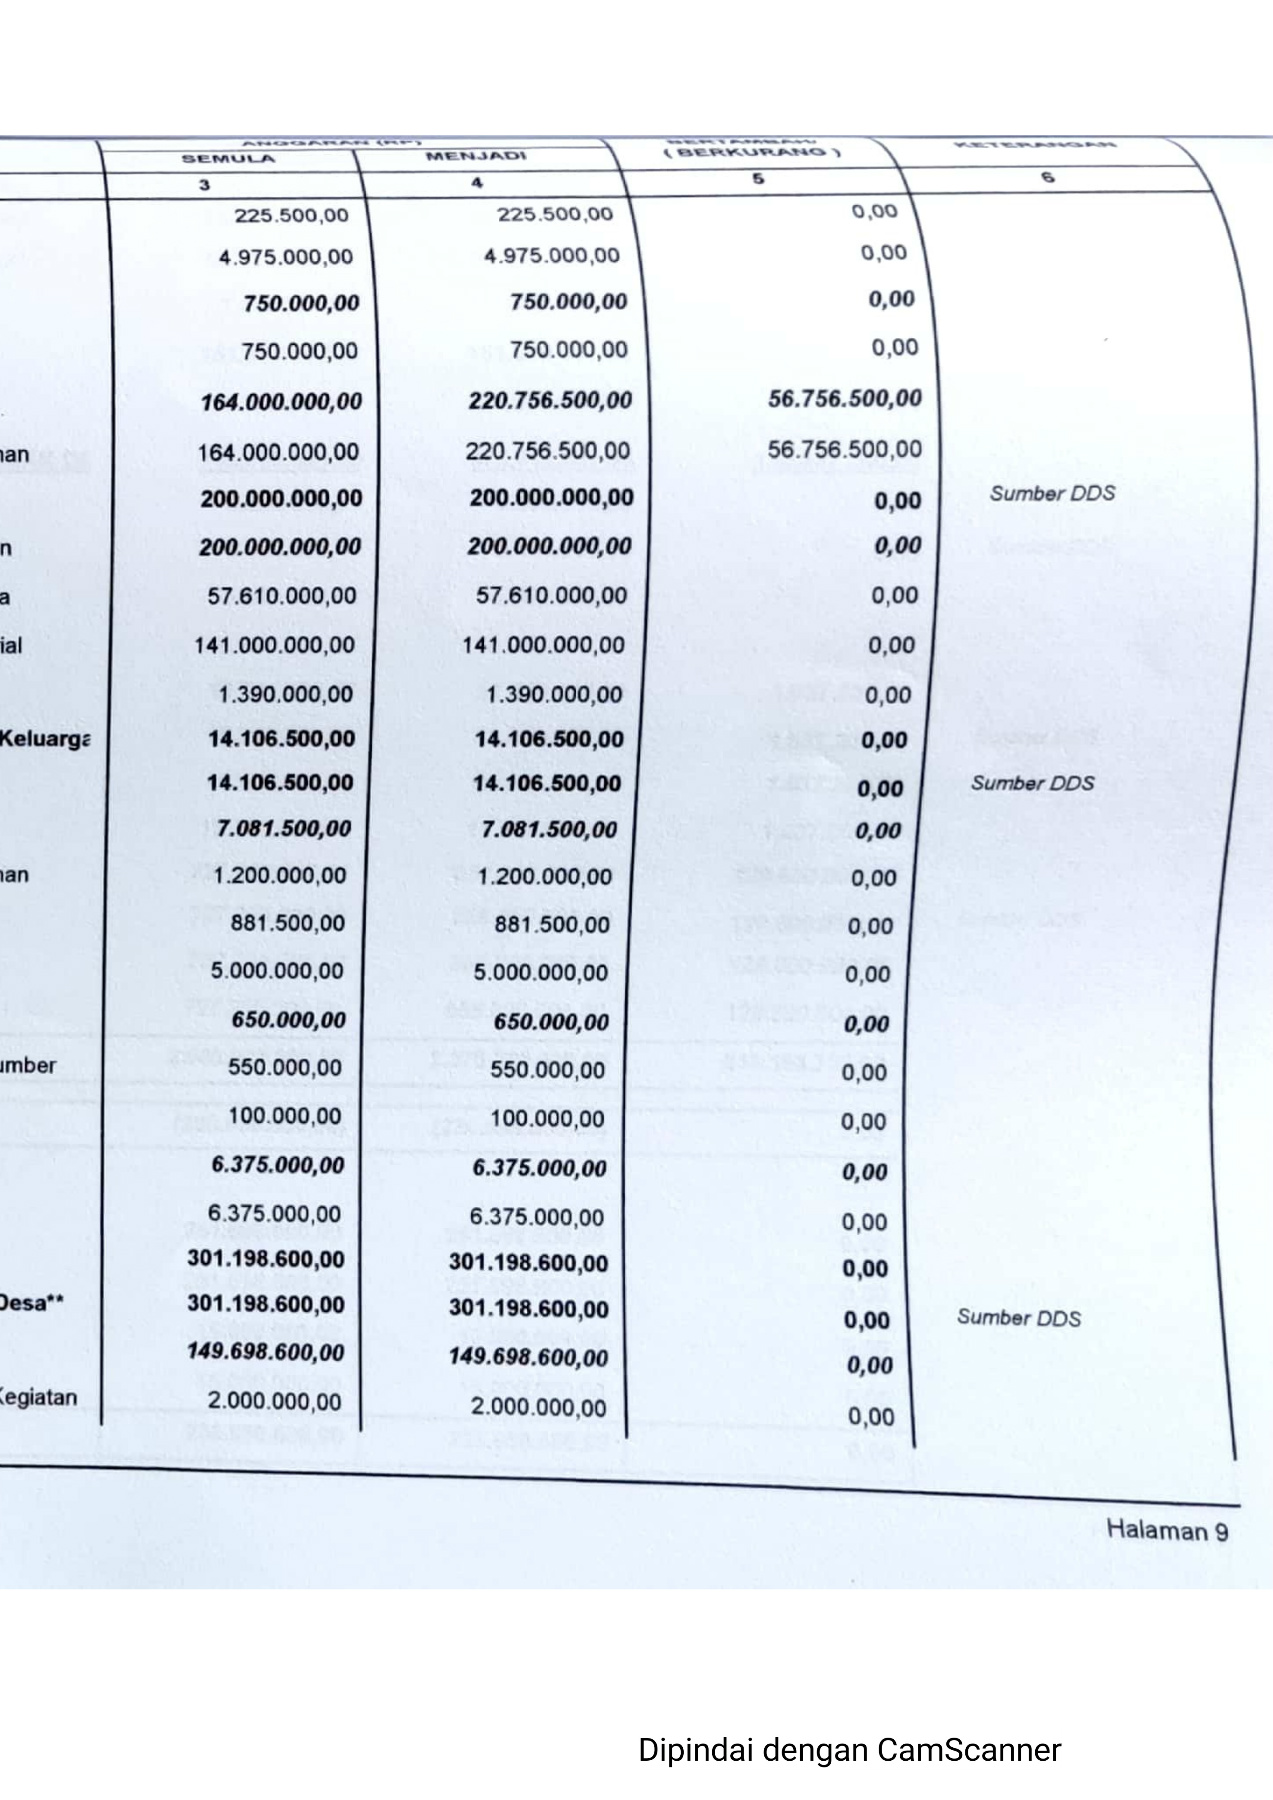 ANGGARAN (RP) BERTAMBAH/ KETERANGAN
SEMULA MENJADI ( BERKURANG )
3 4 5 6
225.500,00 225.500,00 0,00
4.975.000,00 4.975.000,00 0,00
750.000,00 750.000,00 0,00
750.000,00 750.000,00 0,00
164.000.000,00 220.756.500,00 56.756.500,00
nan 164.000.000,00 220.756.500,00 56.756.500,00
200.000.000,00 200.000.000,00 0,00 Sumber DDS
n 200.000.000,00 200.000.000,00 0,00
a 57.610.000,00 57.610.000,00 0,00
ial 141.000.000,00 141.000.000,00 0,00
1.390.000,00 1.390.000,00 0,00
Keluarga 14.106.500,00 14.106.500,00 0,00
14.106.500,00 14.106.500,00 0,00 Sumber DDS
7.081.500,00 7.081.500,00 0,00
nan 1.200.000,00 1.200.000,00 0,00
881.500,00 881.500,00 0,00
5.000.000,00 5.000.000,00 0,00
650.000,00 650.000,00 0,00
umber 550.000,00 550.000,00 0,00
100.000,00 100.000,00 0,00
6.375.000,00 6.375.000,00 0,00
6.375.000,00 6.375.000,00 0,00
301.198.600,00 301.198.600,00 0,00
Desa** 301.198.600,00 301.198.600,00 0,00 Sumber DDS
149.698.600,00 149.698.600,00 0,00
Kegiatan 2.000.000,00 2.000.000,00 0,00
Halaman 9
Dipindai dengan CamScanner